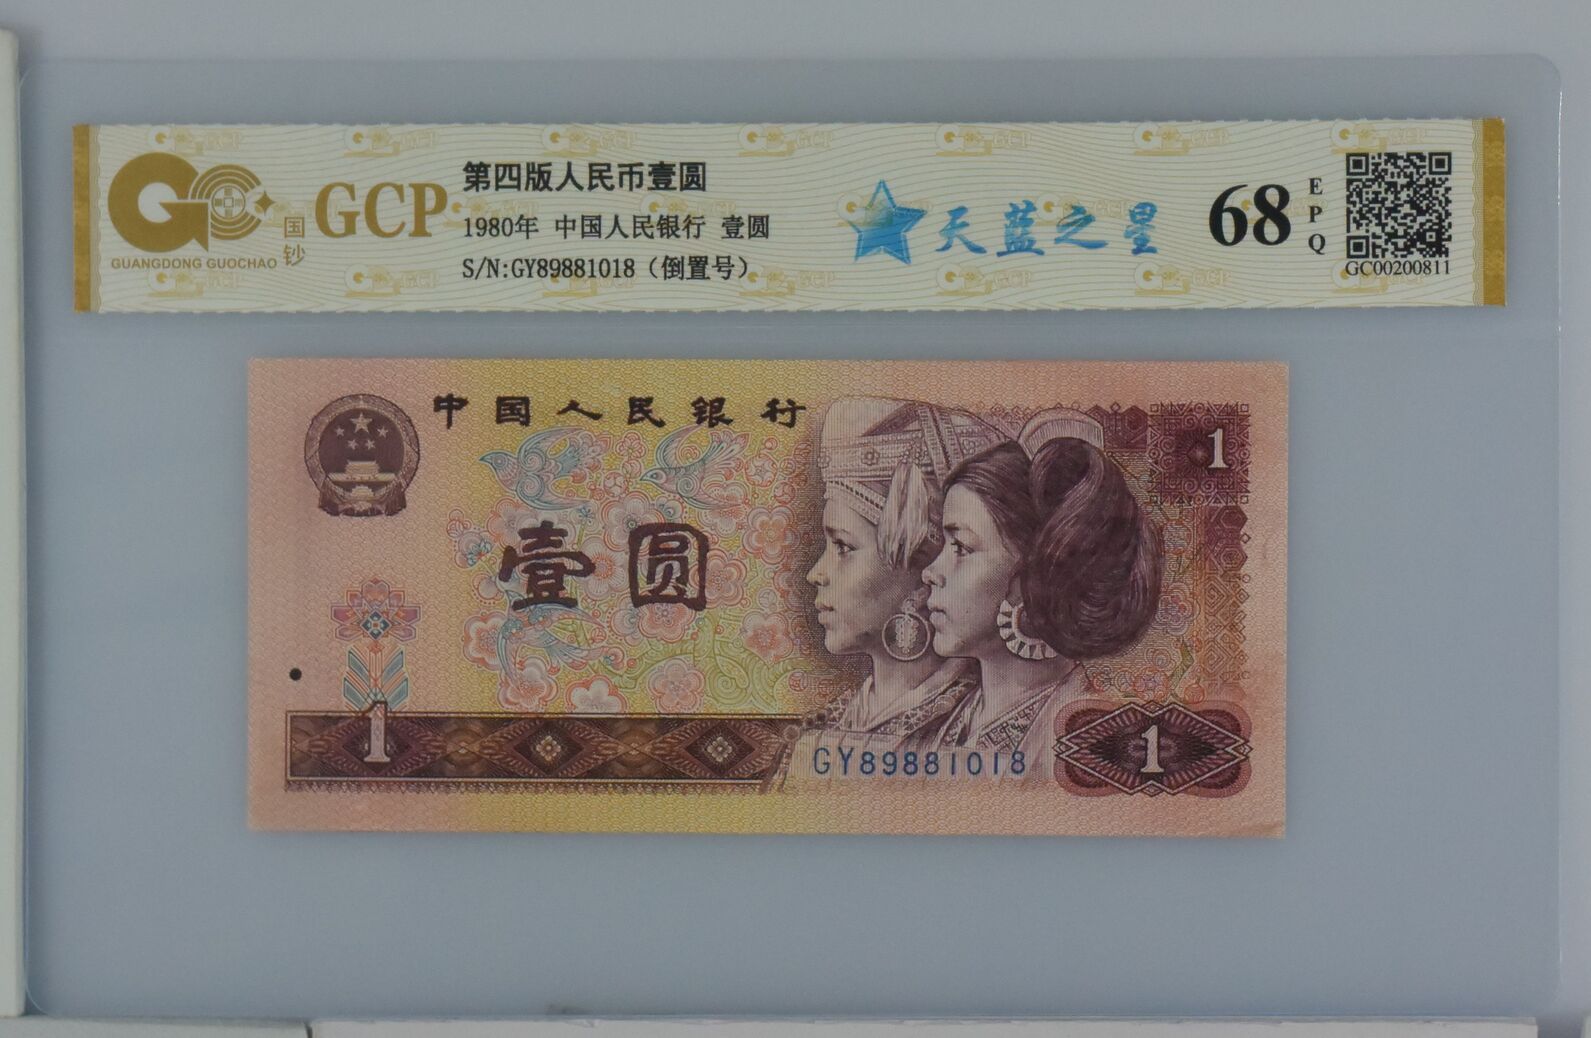 GUANGDONG GUOCHAO
国钞
GCP
第四版人民币壹圆
1980年 中国人民银行 壹圆
S/N:GY89881018（倒置号）
天蓝之星
68
EPQ
GC00200811
中国人民银行
1
壹圆
1
GY89881018
1